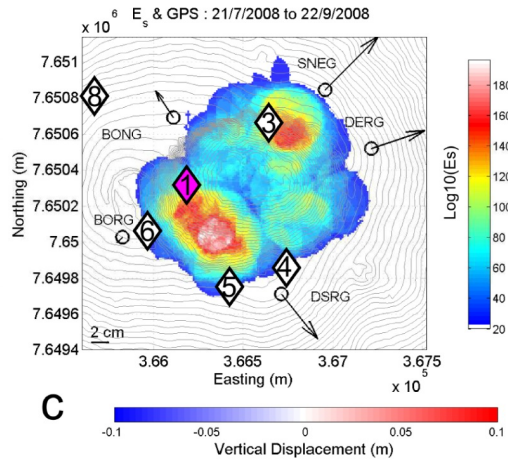 x 10^6 E_s & GPS : 21/7/2008 to 22/9/2008
7.651
7.6508
7.6506
7.6504
7.6502
7.65
7.6498
7.6496
7.6494
Northing (m)
SNEG
DERG
BONG
BORG
DSRG
8
3
1
6
5
4
2 cm
3.66
3.665
3.67
3.675
Easting (m)
x 10^5
180
160
140
120
100
80
60
40
20
Log10(Es)
C
-0.1
-0.05
0
0.05
0.1
Vertical Displacement (m)